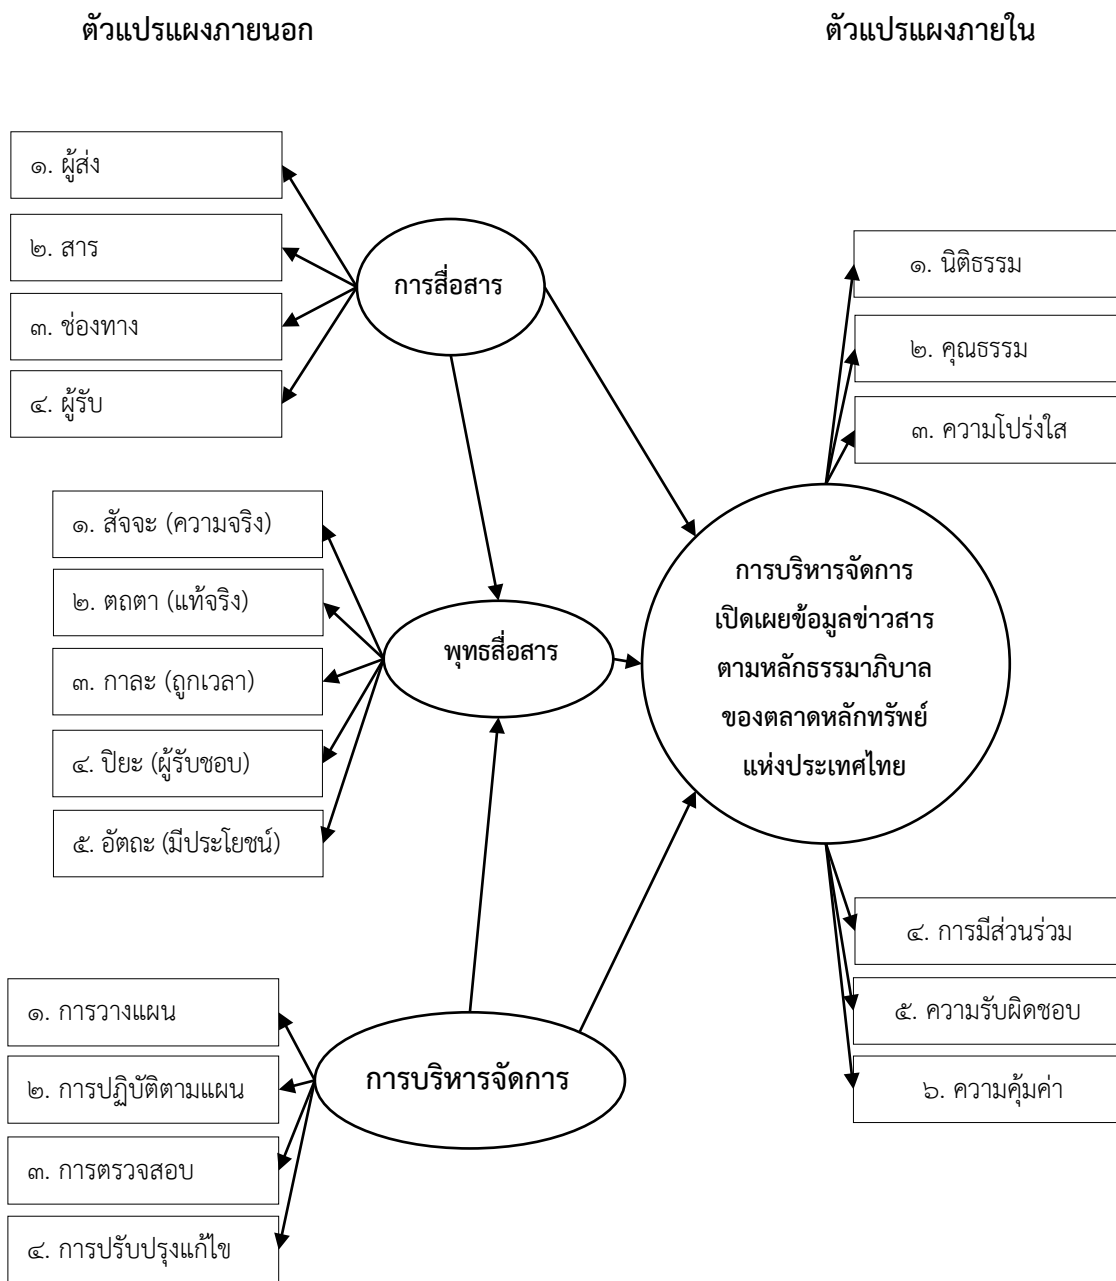 ตัวแปรแฝงภายนอก
ตัวแปรแฝงภายใน
๑. ผู้ส่ง
๒. สาร
๓. ช่องทาง
๔. ผู้รับ
การสื่อสาร
๑. นิติธรรม
๒. คุณธรรม
๓. ความโปร่งใส
๑. สัจจะ (ความจริง)
๒. ตถตา (แท้จริง)
๓. กาละ (ถูกเวลา)
๔. ปิยะ (ผู้รับชอบ)
๕. อัตถะ (มีประโยชน์)
พุทธสื่อสาร
การบริหารจัดการ
เปิดเผยข้อมูลข่าวสาร
ตามหลักธรรมาภิบาล
ของตลาดหลักทรัพย์
แห่งประเทศไทย
๔. การมีส่วนร่วม
๕. ความรับผิดชอบ
๖. ความคุ้มค่า
๑. การวางแผน
๒. การปฏิบัติตามแผน
๓. การตรวจสอบ
๔. การปรับปรุงแก้ไข
การบริหารจัดการ